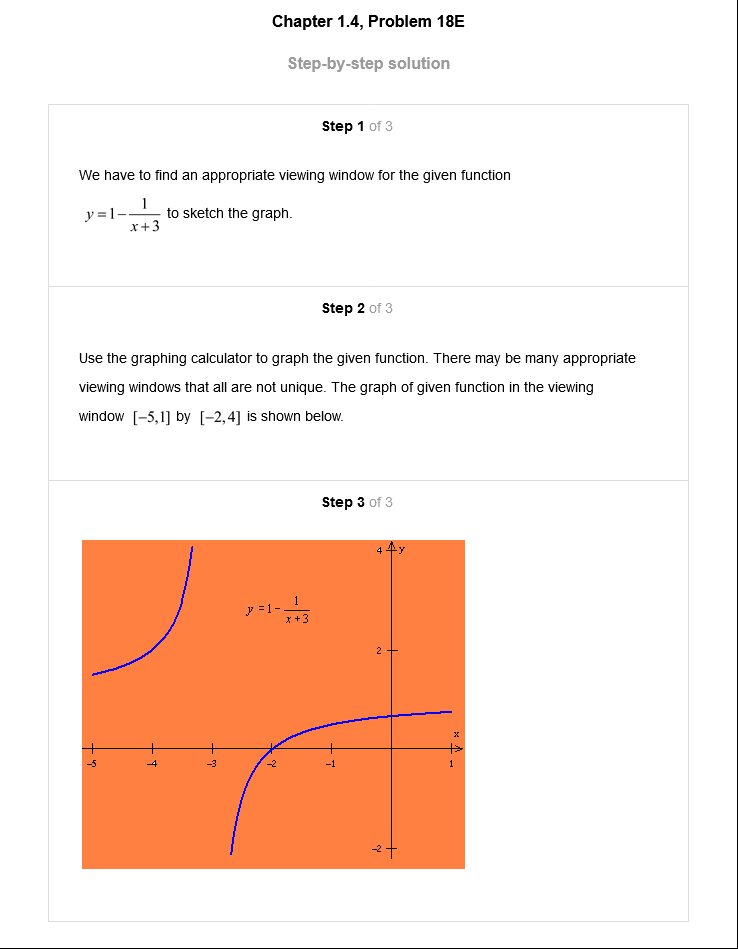 Chapter 1.4, Problem 18E
Step-by-step solution
Step 1 of 3
We have to find an appropriate viewing window for the given function
y = 1 − 1/(x+3) to sketch the graph.
Step 2 of 3
Use the graphing calculator to graph the given function. There may be many appropriate
viewing windows that all are not unique. The graph of given function in the viewing
window [−5,1] by [−2,4] is shown below.
Step 3 of 3
4 y
y = 1 − 1/(x+3)
2
x
−5 −4 −3 −2 −1 1
−2